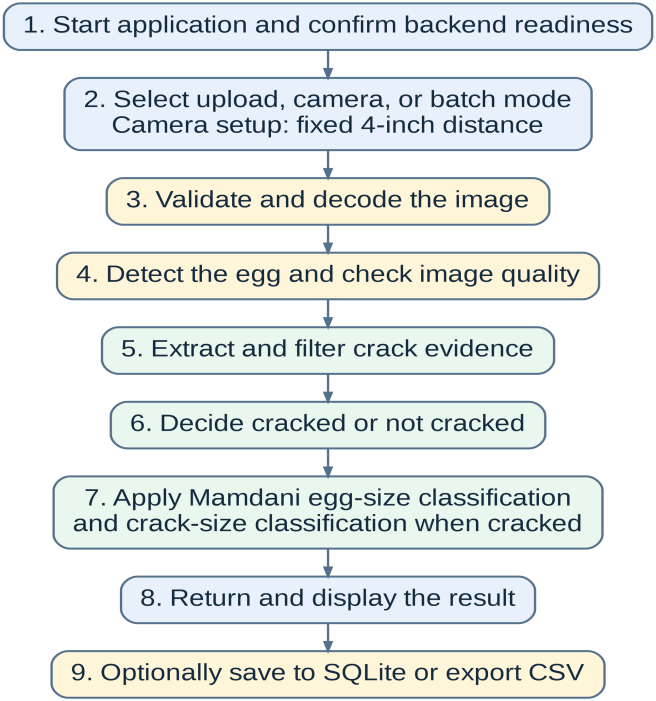 1. Start application and confirm backend readiness
2. Select upload, camera, or batch mode
Camera setup: fixed 4-inch distance
3. Validate and decode the image
4. Detect the egg and check image quality
5. Extract and filter crack evidence
6. Decide cracked or not cracked
7. Apply Mamdani egg-size classification
and crack-size classification when cracked
8. Return and display the result
9. Optionally save to SQLite or export CSV